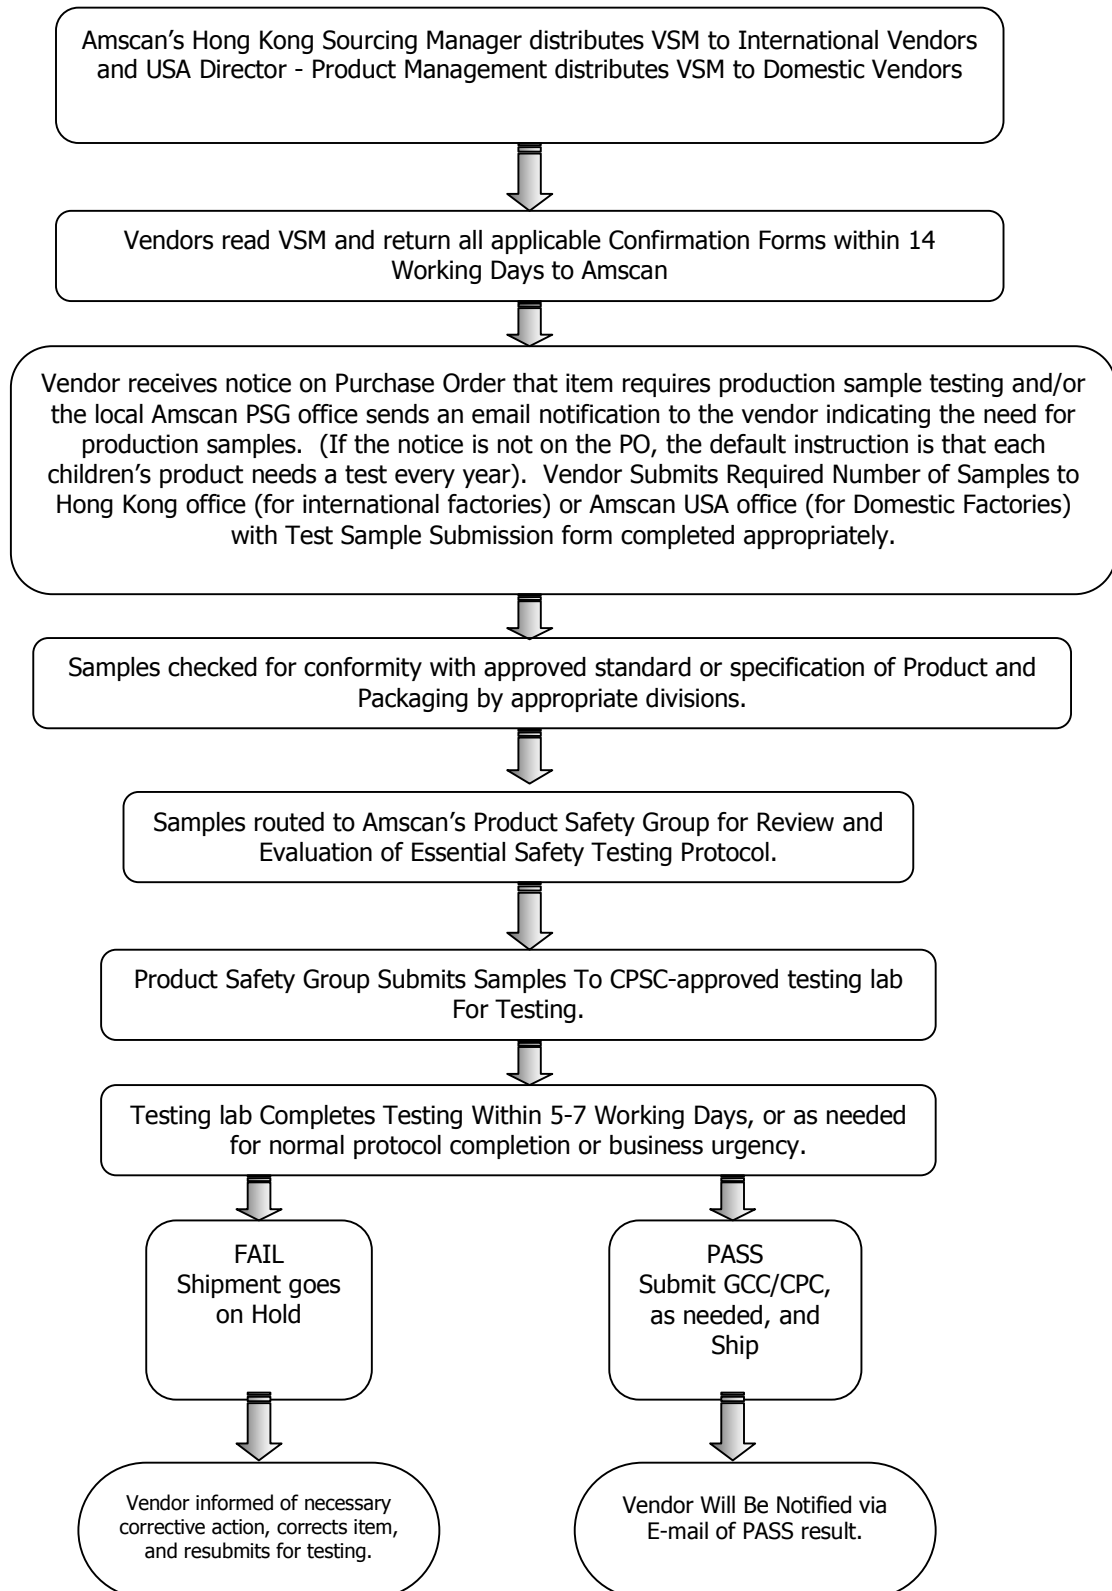 Amscan's Hong Kong Sourcing Manager distributes VSM to International Vendors
and USA Director - Product Management distributes VSM to Domestic Vendors
Vendors read VSM and return all applicable Confirmation Forms within 14
Working Days to Amscan
Vendor receives notice on Purchase Order that item requires production sample testing and/or
the local Amscan PSG office sends an email notification to the vendor indicating the need for
production samples.  (If the notice is not on the PO, the default instruction is that each
children's product needs a test every year).  Vendor Submits Required Number of Samples to
Hong Kong office (for international factories) or Amscan USA office (for Domestic Factories)
with Test Sample Submission form completed appropriately.
Samples checked for conformity with approved standard or specification of Product and
Packaging by appropriate divisions.
Samples routed to Amscan's Product Safety Group for Review and
Evaluation of Essential Safety Testing Protocol.
Product Safety Group Submits Samples To CPSC-approved testing lab
For Testing.
Testing lab Completes Testing Within 5-7 Working Days, or as needed
for normal protocol completion or business urgency.
FAIL
Shipment goes
on Hold
PASS
Submit GCC/CPC,
as needed, and
Ship
Vendor informed of necessary
corrective action, corrects item,
and resubmits for testing.
Vendor Will Be Notified via
E-mail of PASS result.